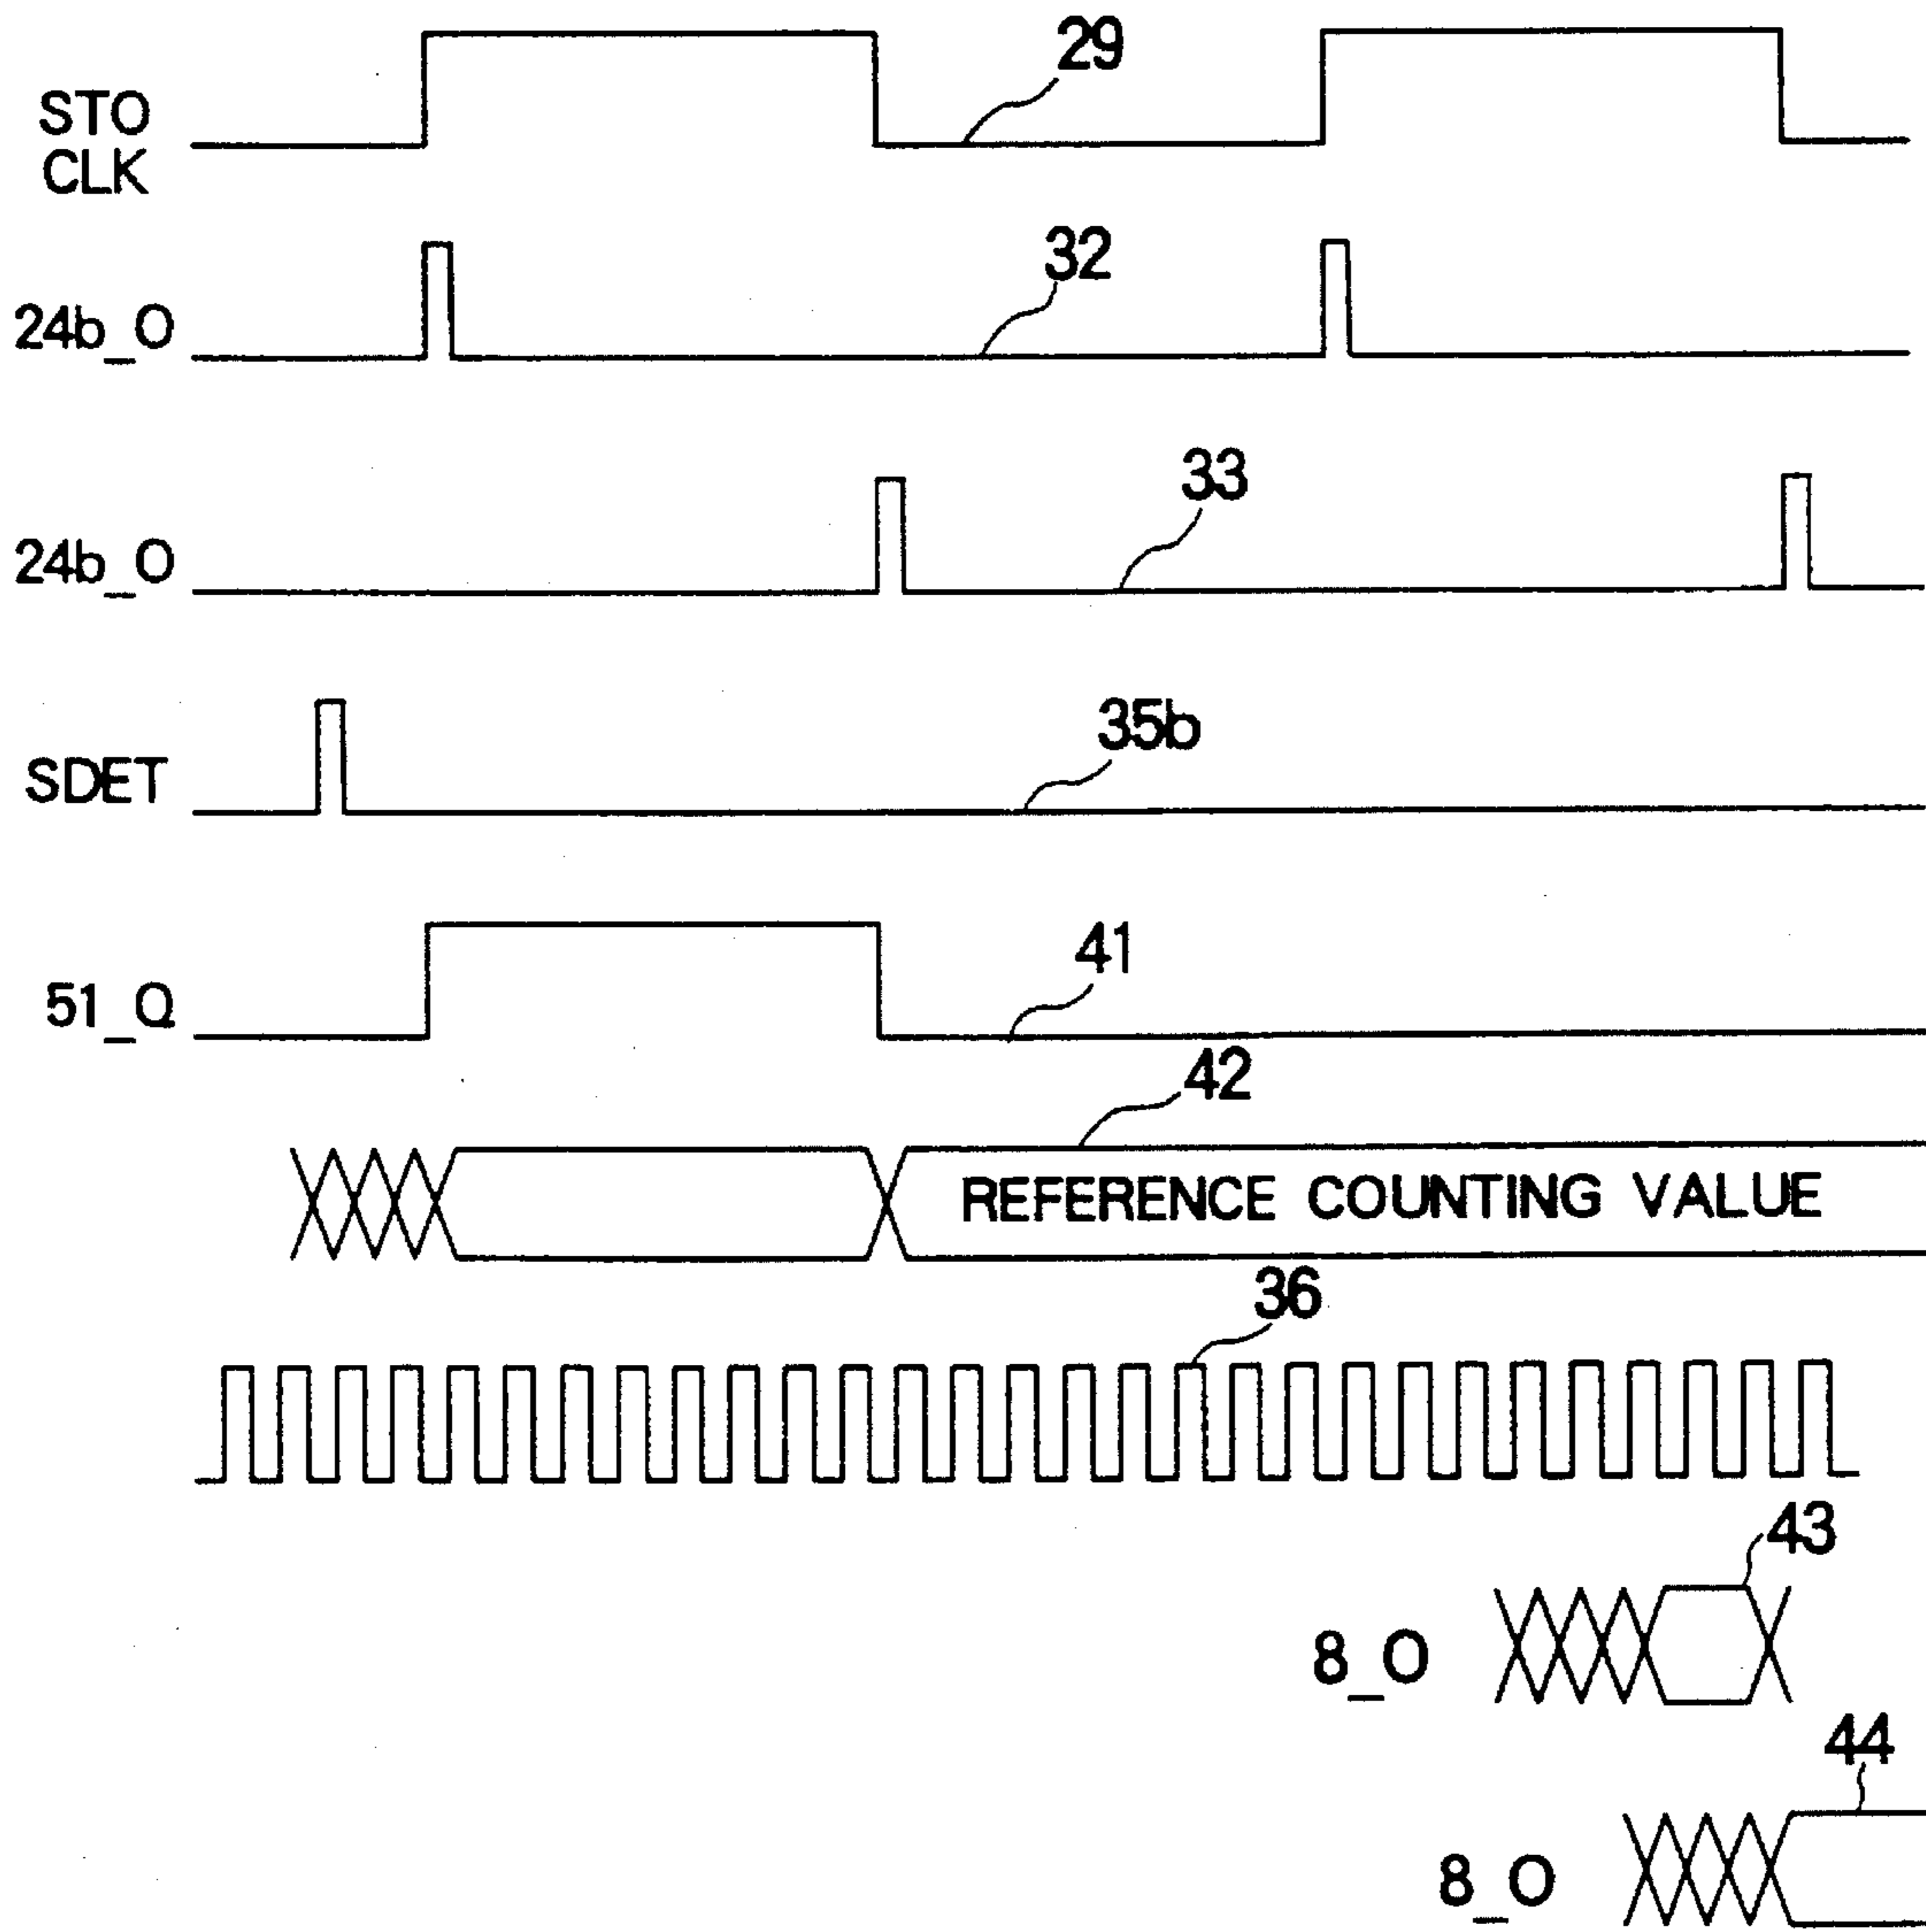 29
STO
CLK
32
24b_O
33
24b_O
35b
SDET
41
51_Q
42
REFERENCE COUNTING VALUE
36
43
8_O
44
8_O